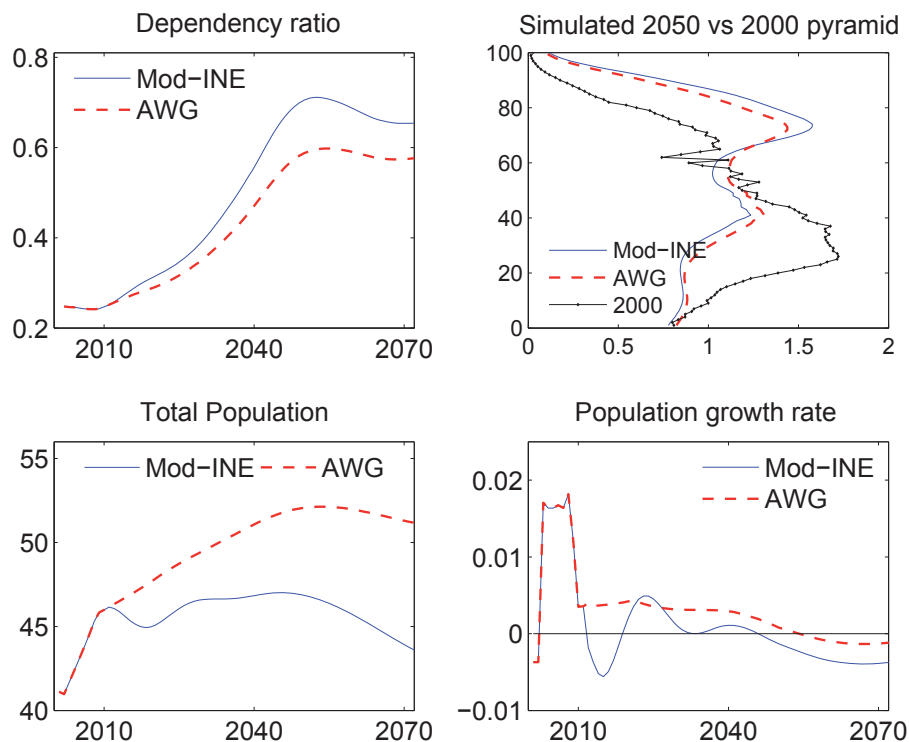 Dependency ratio
0.8
0.6
0.4
0.2
Mod-INE
AWG
2010 2040 2070
Simulated 2050 vs 2000 pyramid
100
80
60
40
20
0
Mod-INE
AWG
2000
0 0.5 1 1.5 2
Total Population
55
50
45
40
Mod-INE AWG
2010 2040 2070
Population growth rate
0.02
0.01
0
−0.01
Mod-INE
AWG
2010 2040 2070